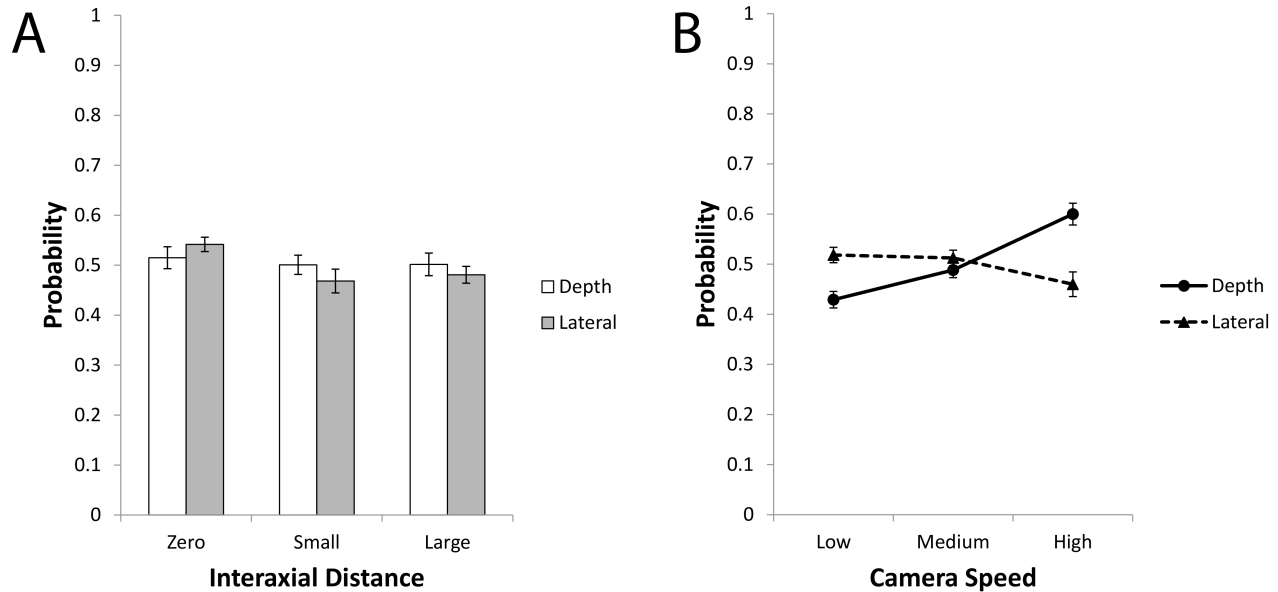 A
1
0.9
0.8
0.7
0.6
0.5
0.4
0.3
0.2
0.1
0
Probability
Zero Small Large
Interaxial Distance
Depth
Lateral
B
1
0.9
0.8
0.7
0.6
0.5
0.4
0.3
0.2
0.1
0
Probability
Low Medium High
Camera Speed
Depth
Lateral